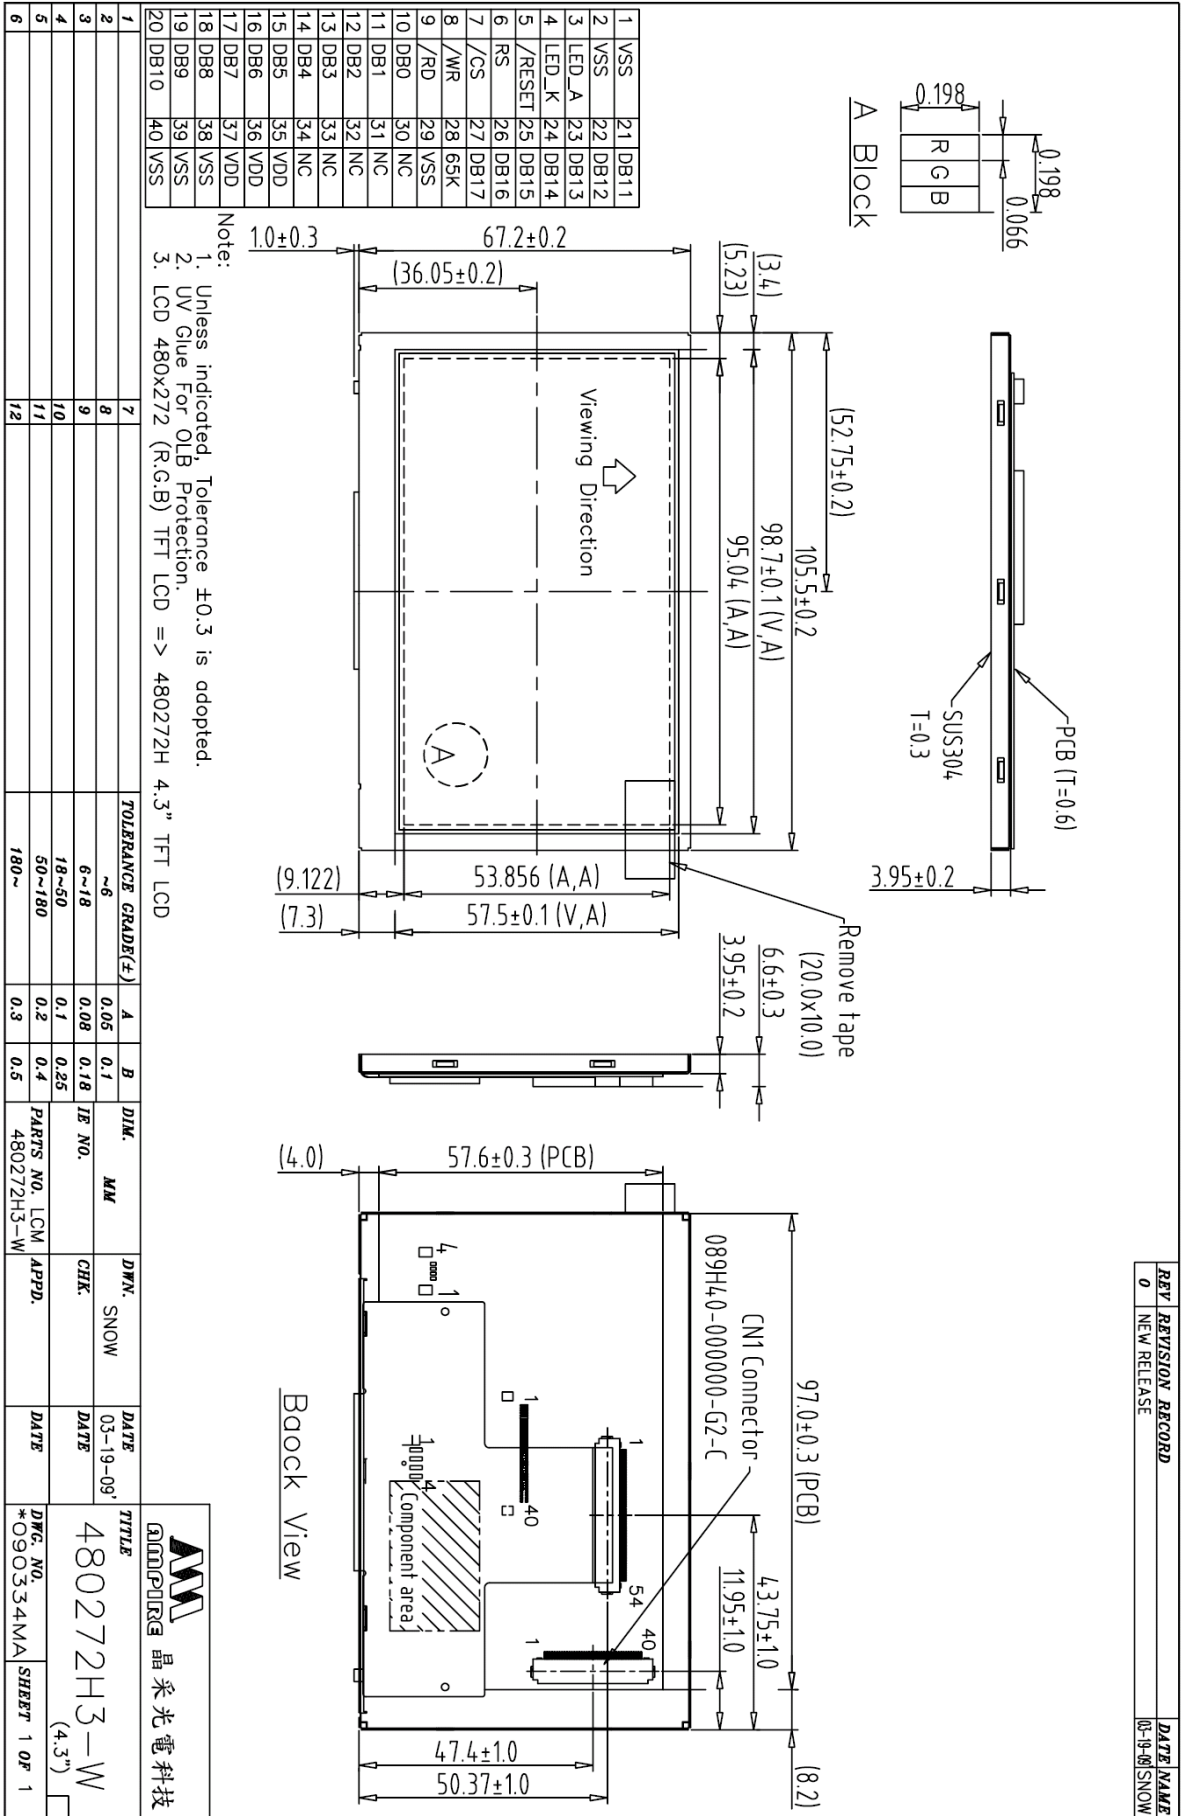 REV REVISION RECORD DATE NAME
0 NEW RELEASE 03-19-09' SNOW
0.198
0.066
0.198
R G B
A Block
PCB (T=0.6)
SUS304
T=0.3
3.95±0.2
(52.75±0.2)
105.5±0.2
98.7±0.1 (V,A)
95.04 (A,A)
(3.4)
(5.23)
67.2±0.2
(36.05±0.2)
1.0±0.3
Viewing Direction
A
Remove tape
(20.0x10.0)
53.856 (A,A)
57.5±0.1 (V,A)
(9.122)
(7.3)
6.6±0.3
3.95±0.2
57.6±0.3 (PCB)
(4.0)
97.0±0.3 (PCB)
CN1 Connector
089H40-000000-G2-C
43.75±1.0
11.95±1.0
(8.2)
47.4±1.0
50.37±1.0
4 1
1 40
1 54
1 40
1 4
Component area
Baock View
1 VSS 21 DB11
2 VSS 22 DB12
3 LED_A 23 DB13
4 LED_K 24 DB14
5 /RESET 25 DB15
6 RS 26 DB16
7 /CS 27 DB17
8 /WR 28 65K
9 /RD 29 VSS
10 DB0 30 NC
11 DB1 31 NC
12 DB2 32 NC
13 DB3 33 NC
14 DB4 34 NC
15 DB5 35 VDD
16 DB6 36 VDD
17 DB7 37 VDD
18 DB8 38 VSS
19 DB9 39 VSS
20 DB10 40 VSS
Note:
1. Unless indicated, Tolerance ±0.3 is adopted.
2. UV Glue For OLB Protection.
3. LCD 480x272 (R.G.B) TFT LCD => 480272H 4.3" TFT LCD
1 7
2 8
3 9
4 10
5 11
6 12
TOLERANCE GRADE(±) A B
~6 0.05 0.1
6~18 0.08 0.18
18~50 0.1 0.25
50~180 0.2 0.4
180~ 0.3 0.5
DIM. MM
IE NO.
PARTS NO. LCM
480272H3-W
DWN. SNOW
DATE 03-19-09'
CHK. DATE
APPD. DATE
AMPIRE 晶采光電科技
TITLE
480272H3-W
(4.3")
DWG. NO.
*090334MA
SHEET 1 OF 1